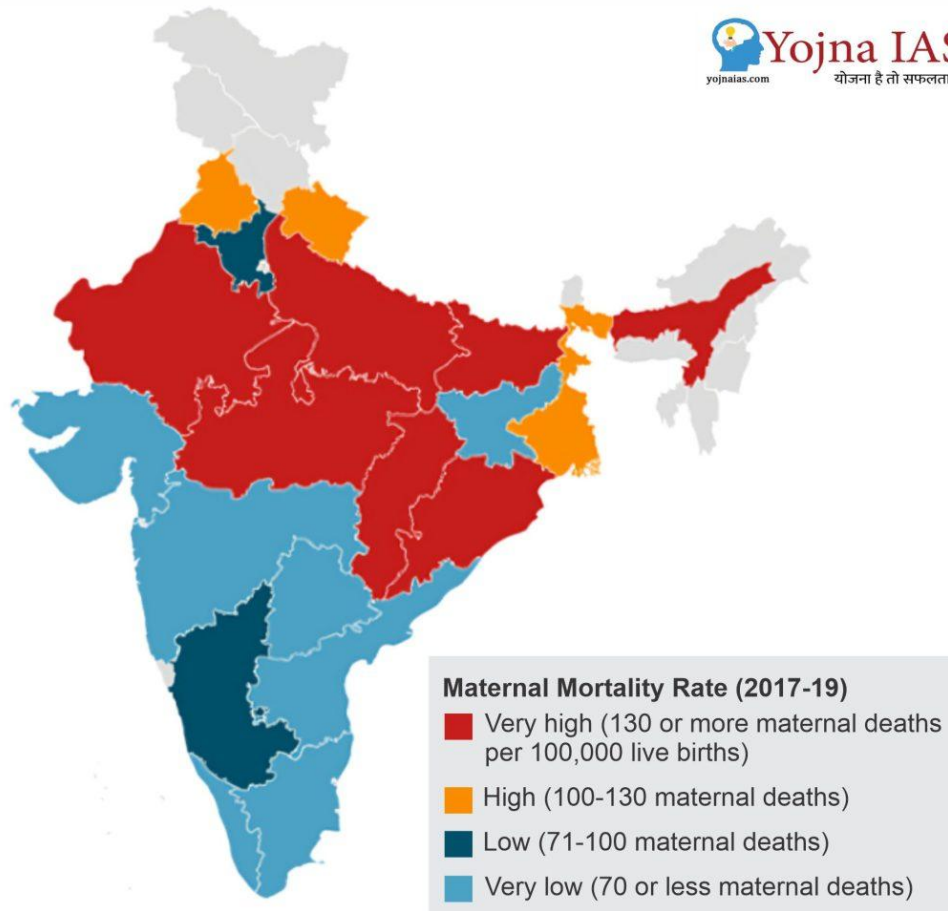 Yojna IAS
yojnaias.com
योजना है तो सफलता
Maternal Mortality Rate (2017-19)
Very high (130 or more maternal deaths
per 100,000 live births)
High (100-130 maternal deaths)
Low (71-100 maternal deaths)
Very low (70 or less maternal deaths)